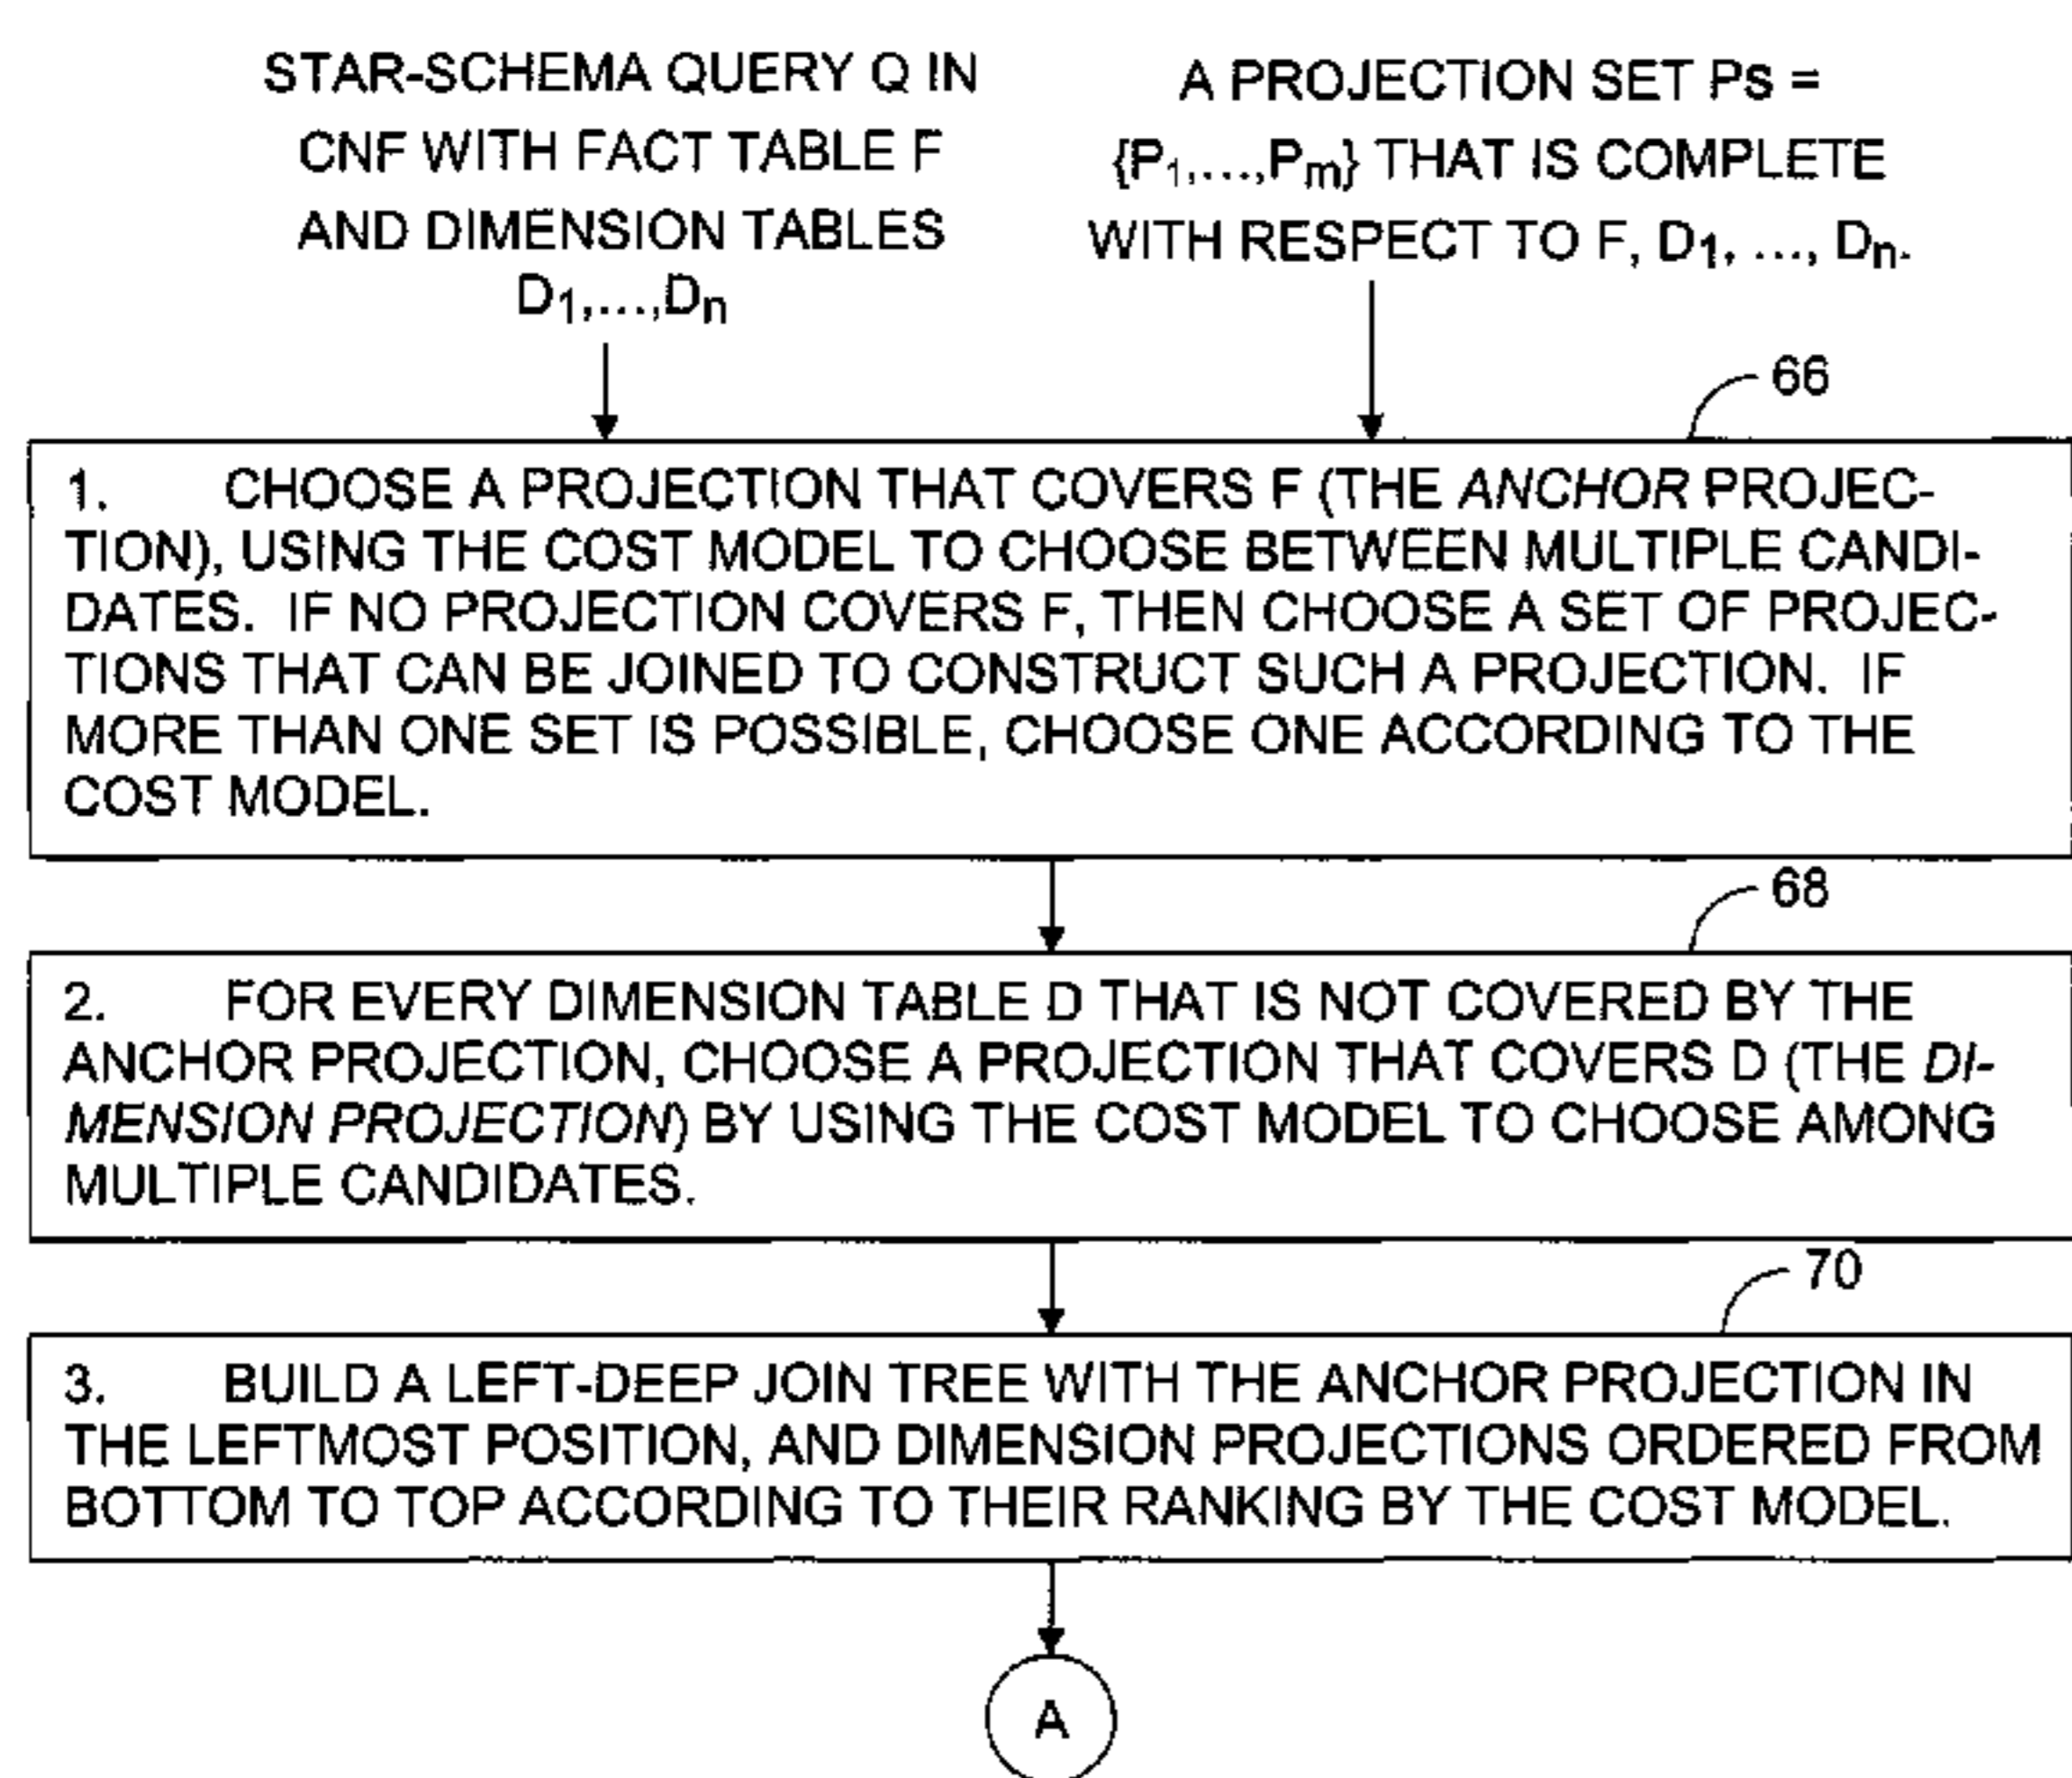 STAR-SCHEMA QUERY Q IN
CNF WITH FACT TABLE F
AND DIMENSION TABLES
D1,...,Dn
A PROJECTION SET Ps =
{P1,...,Pm} THAT IS COMPLETE
WITH RESPECT TO F, D1, ..., Dn.
66
1. CHOOSE A PROJECTION THAT COVERS F (THE ANCHOR PROJEC-
TION), USING THE COST MODEL TO CHOOSE BETWEEN MULTIPLE CANDI-
DATES. IF NO PROJECTION COVERS F, THEN CHOOSE A SET OF PROJEC-
TIONS THAT CAN BE JOINED TO CONSTRUCT SUCH A PROJECTION. IF
MORE THAN ONE SET IS POSSIBLE, CHOOSE ONE ACCORDING TO THE
COST MODEL.
68
2. FOR EVERY DIMENSION TABLE D THAT IS NOT COVERED BY THE
ANCHOR PROJECTION, CHOOSE A PROJECTION THAT COVERS D (THE DI-
MENSION PROJECTION) BY USING THE COST MODEL TO CHOOSE AMONG
MULTIPLE CANDIDATES.
70
3. BUILD A LEFT-DEEP JOIN TREE WITH THE ANCHOR PROJECTION IN
THE LEFTMOST POSITION, AND DIMENSION PROJECTIONS ORDERED FROM
BOTTOM TO TOP ACCORDING TO THEIR RANKING BY THE COST MODEL.
A